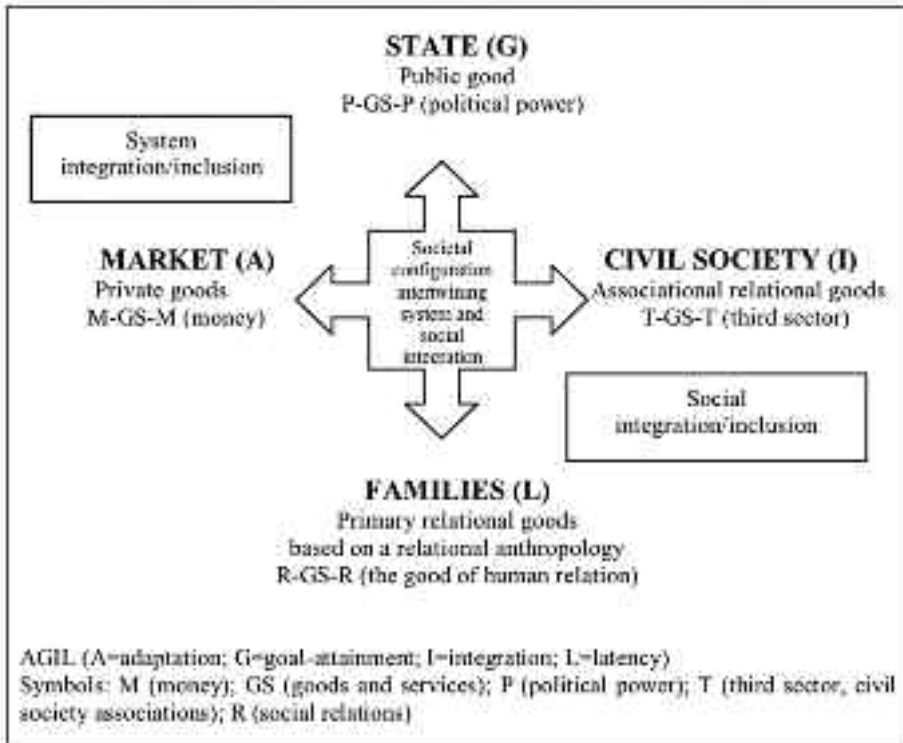 STATE (G)
Public good
P-GS-P (political power)
System
integration/inclusion
MARKET (A)
Private goods
M-GS-M (money)
Societal
configuration
intertwining
system and
social
integration
CIVIL SOCIETY (I)
Associational relational goods
T-GS-T (third sector)
Social
integration/inclusion
FAMILIES (L)
Primary relational goods
based on a relational anthropology
R-GS-R (the good of human relation)
AGIL (A=adaptation; G=goal-attainment; I=integration; L=latency)
Symbols: M (money); GS (goods and services); P (political power); T (third sector, civil
society associations); R (social relations)